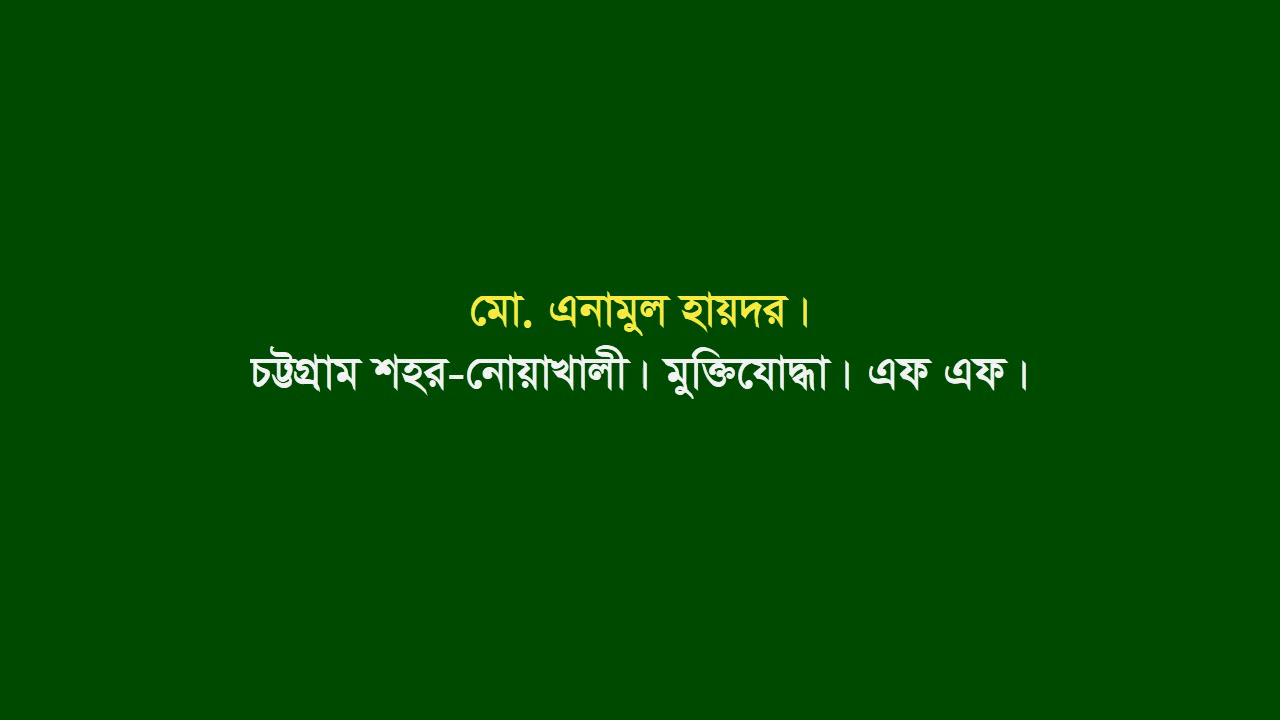 মো. এনামুল হায়দর।
চট্টগ্রাম শহর-নোয়াখালী। মুক্তিযোদ্ধা। এফ এফ।